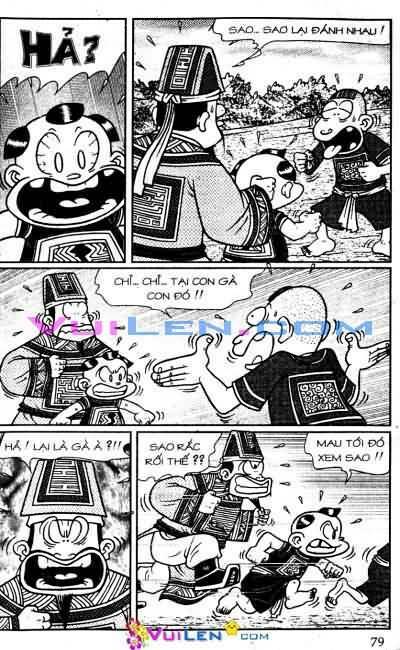 HẢ?
SAO... SAO LẠI ĐÁNH NHAU!
CHỈ... CHỈ... TẠI CON GÀ
CON ĐÓ!!
VUILEN.COM
HẢ! LẠI LÀ GÀ À?!!
SAO RẮC
RỐI THẾ??
MAU TỚI ĐÓ
XEM SAO!!
79
VUILEN.COM